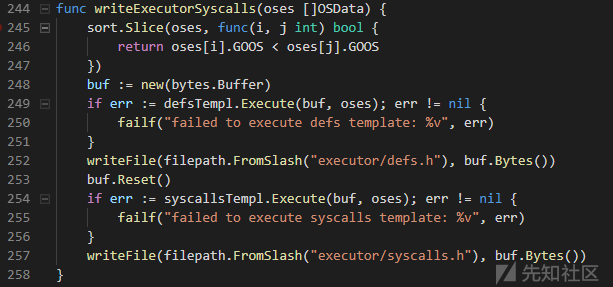 244 func writeExecutorSyscalls(oses []OSData) {
245     sort.Slice(oses, func(i, j int) bool {
246         return oses[i].GOOS < oses[j].GOOS
247     })
248     buf := new(bytes.Buffer)
249     if err := defsTempl.Execute(buf, oses); err != nil {
250         failf("failed to execute defs template: %v", err)
251     }
252     writeFile(filepath.FromSlash("executor/defs.h"), buf.Bytes())
253     buf.Reset()
254     if err := syscallsTempl.Execute(buf, oses); err != nil {
255         failf("failed to execute syscalls template: %v", err)
256     }
257     writeFile(filepath.FromSlash("executor/syscalls.h"), buf.Bytes())
258 }
先知社区